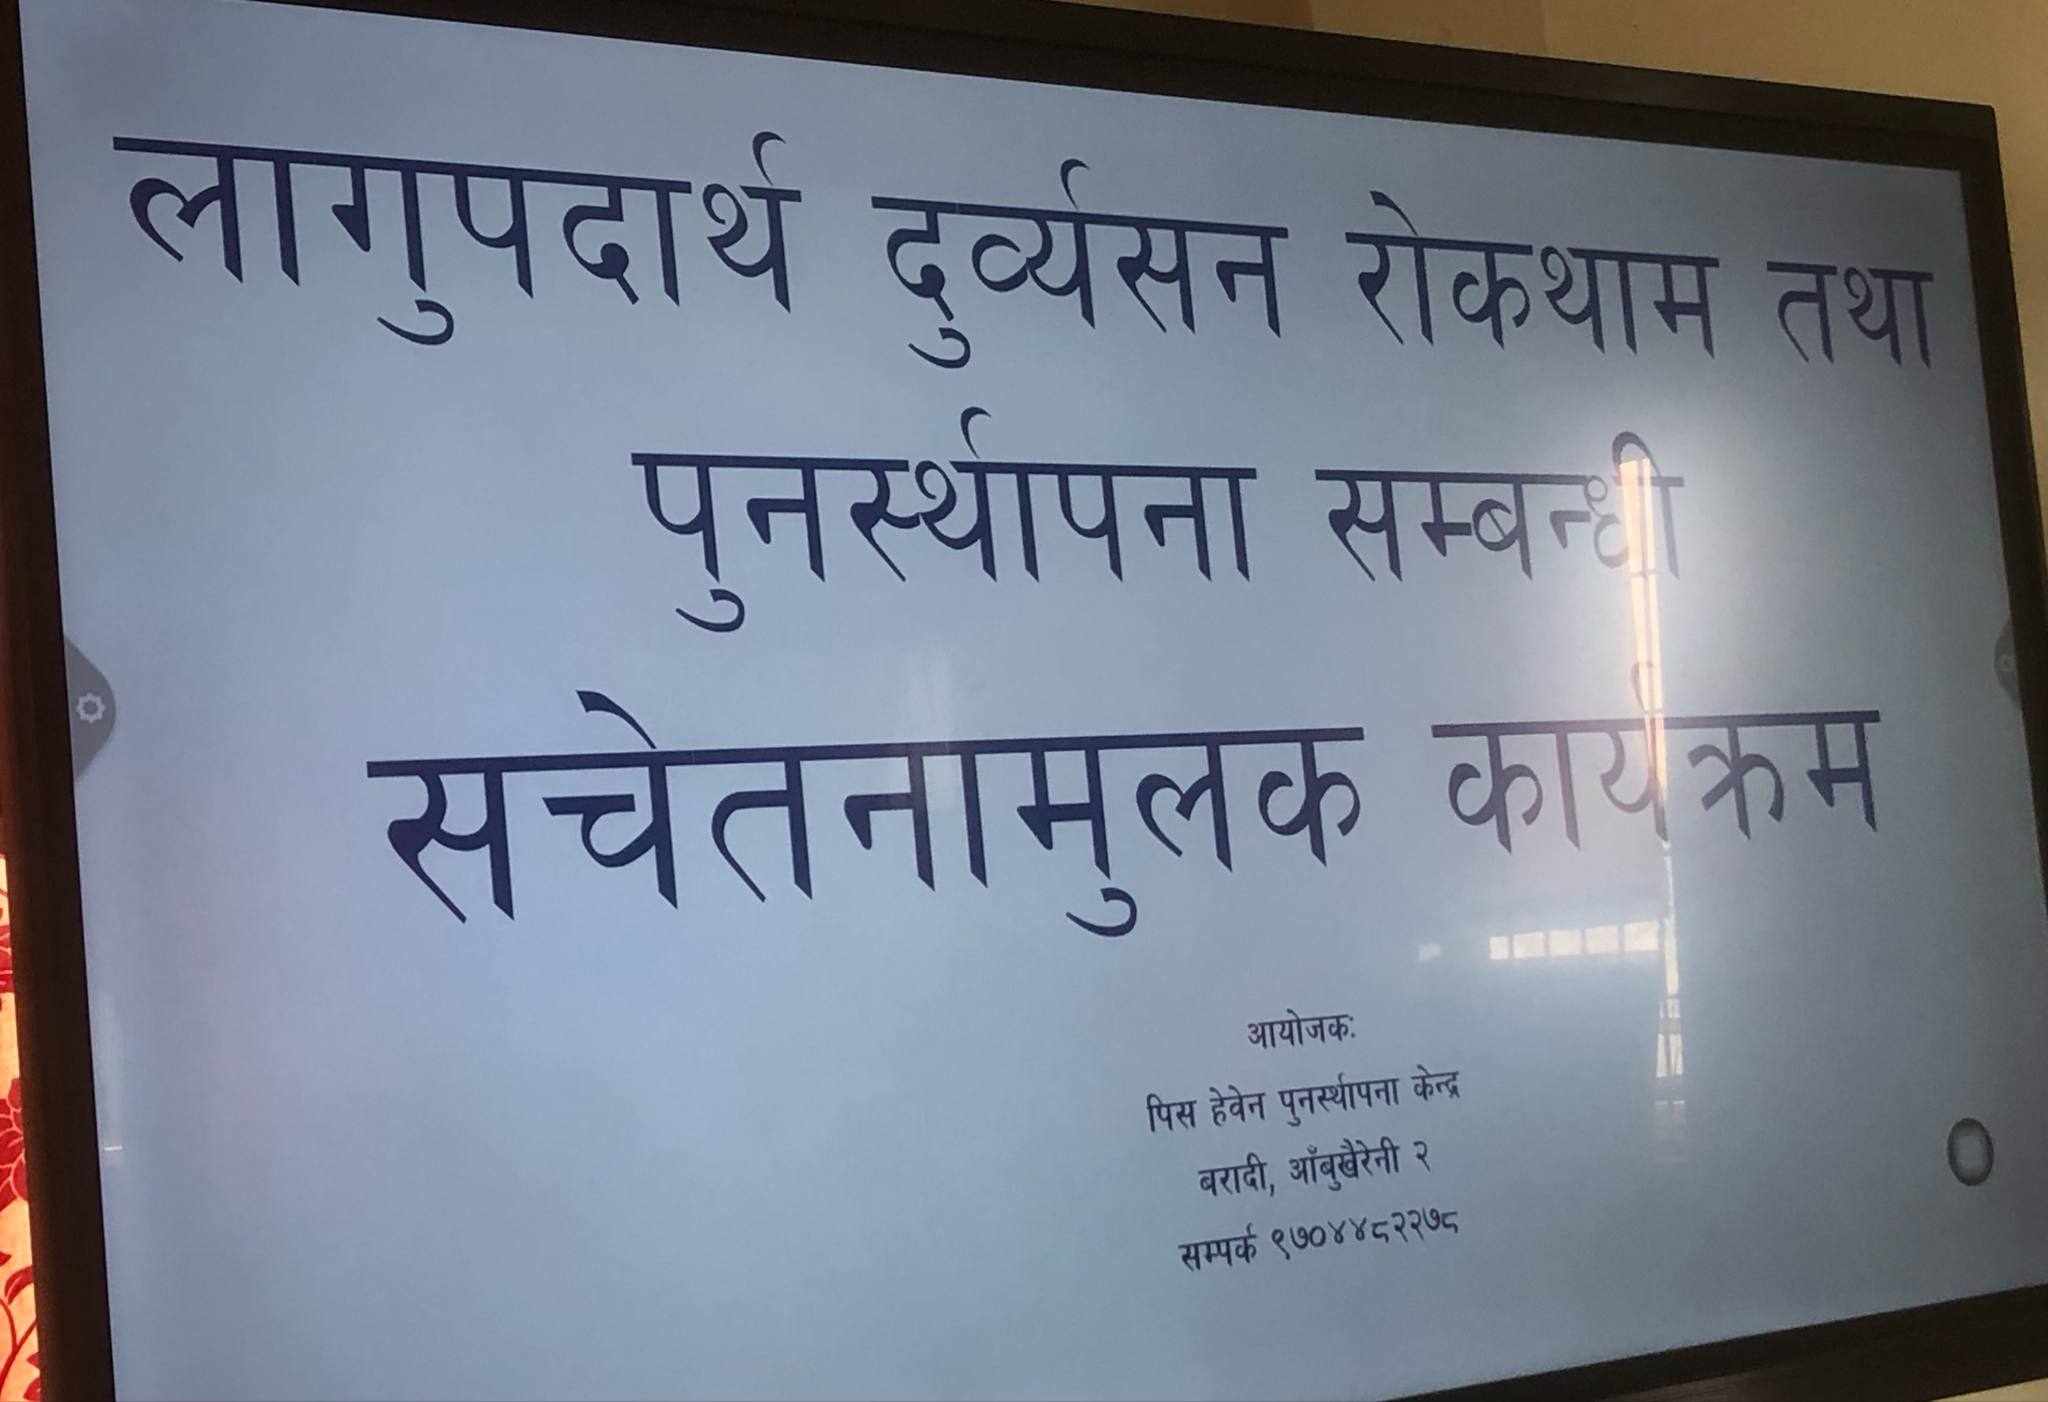 लागुपदार्थ दुर्व्यसन रोकथाम तथा
पुनर्स्थापना सम्बन्धी
सचेतनामुलक कार्यक्रम
आयोजक:
पिस हेवेन पुनर्स्थापना केन्द्र
बरादी, आँबुखैरेनी २
सम्पर्क ९७०४४८२२७८